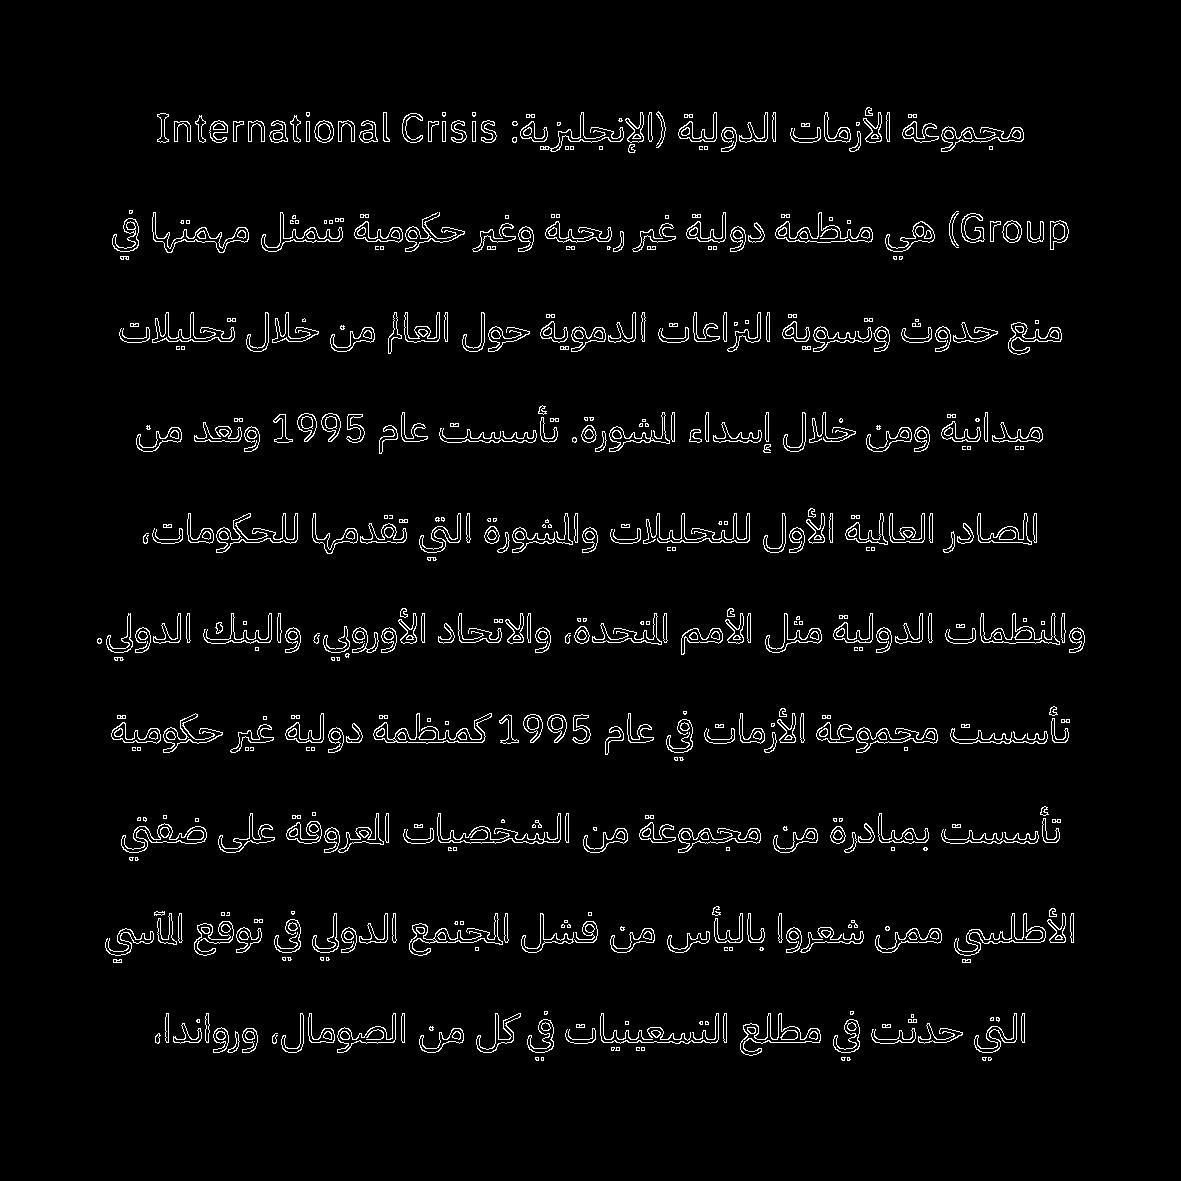 مجموعة الأزمات الدولية (الإنجليزية: International Crisis
Group) هي منظمة دولية غير ربحية وغير حكومية تتمثل مهمتها في
منع حدوث وتسوية النزاعات الدموية حول العالم من خلال تحليلات
ميدانية ومن خلال إسداء المشورة. تأسست عام 1995 وتعد من
المصادر العالمية الأول للتحليلات والمشورة التي تقدمها للحكومات،
والمنظمات الدولية مثل الأمم المتحدة، والاتحاد الأوروبي، والبنك الدولي.
تأسست مجموعة الأزمات في عام 1995 كمنظمة دولية غير حكومية
تأسست بمبادرة من مجموعة من الشخصيات المعروفة على ضفتي
الأطلسي ممن شعروا باليأس من فشل المجتمع الدولي في توقع المآسي
التي حدثت في مطلع التسعينيات في كل من الصومال، ورواندا،